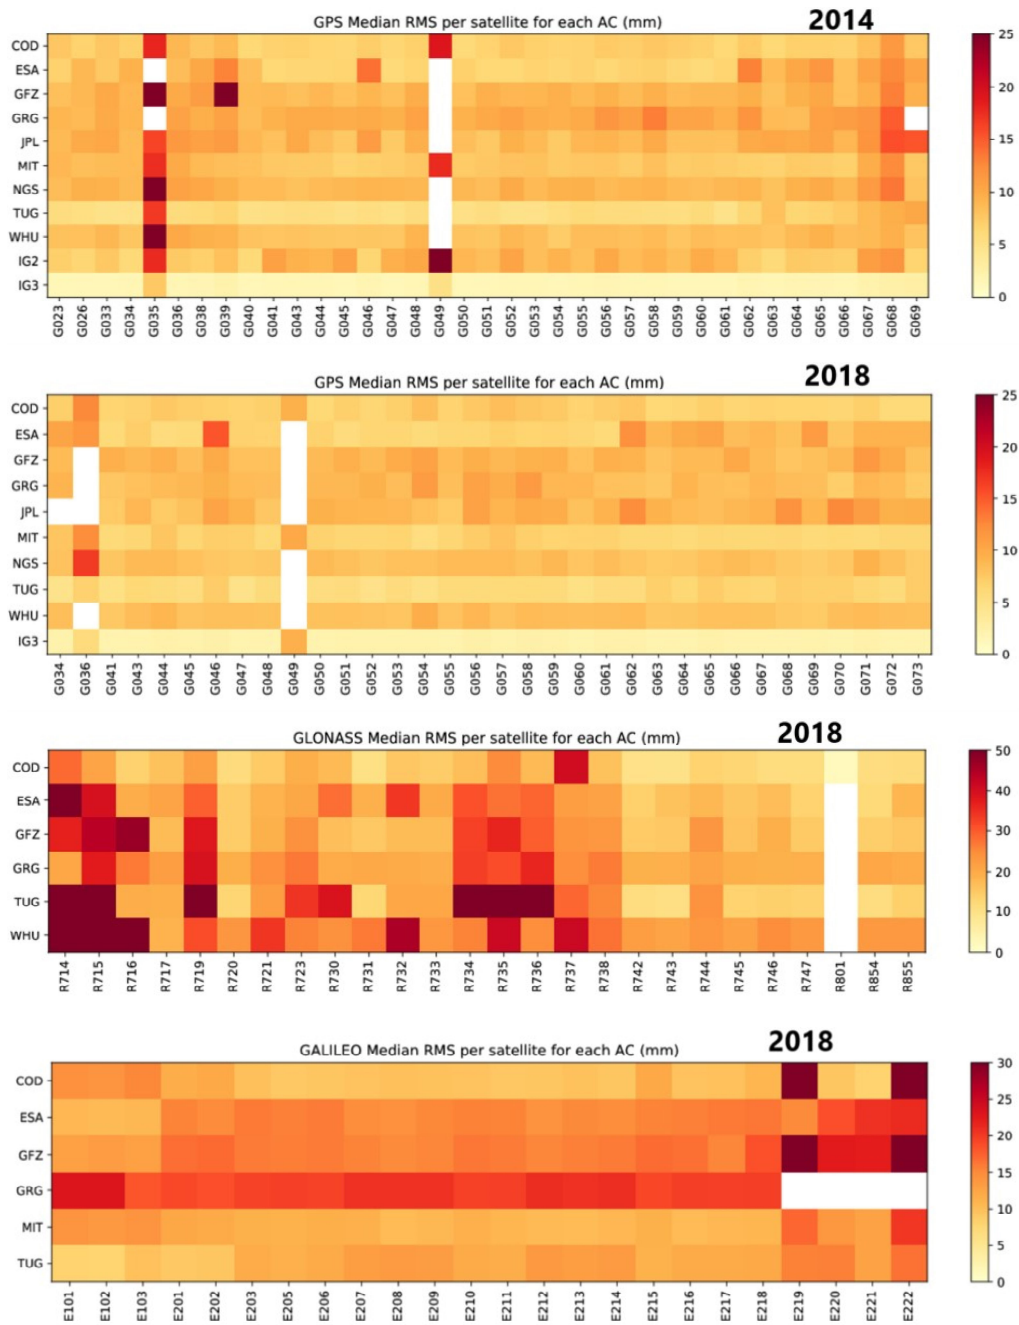 GPS Median RMS per satellite for each AC (mm) 2014
COD
ESA
GFZ
GRG
JPL
MIT
NGS
TUG
WHU
IG2
IG3
25
20
15
10
5
0
G023 G026 G033 G034 G035 G036 G038 G039 G040 G041 G043 G044 G045 G046 G047 G048 G049 G050 G051 G052 G053 G054 G055 G056 G057 G058 G059 G060 G061 G062 G063 G064 G065 G066 G067 G068 G069
GPS Median RMS per satellite for each AC (mm) 2018
COD
ESA
GFZ
GRG
JPL
MIT
NGS
TUG
WHU
IG3
25
20
15
10
5
0
G034 G036 G041 G043 G044 G045 G046 G047 G048 G049 G050 G051 G052 G053 G054 G055 G056 G057 G058 G059 G060 G061 G062 G063 G064 G065 G066 G067 G068 G069 G070 G071 G072 G073
GLONASS Median RMS per satellite for each AC (mm) 2018
COD
ESA
GFZ
GRG
TUG
WHU
50
40
30
20
10
0
R714 R715 R716 R717 R719 R720 R721 R723 R730 R731 R732 R733 R734 R735 R736 R737 R738 R742 R743 R744 R745 R746 R747 R801 R854 R855
GALILEO Median RMS per satellite for each AC (mm) 2018
COD
ESA
GFZ
GRG
MIT
TUG
30
25
20
15
10
5
0
E101 E102 E103 E201 E202 E203 E205 E206 E207 E208 E209 E210 E211 E212 E213 E214 E215 E216 E217 E218 E219 E220 E221 E222